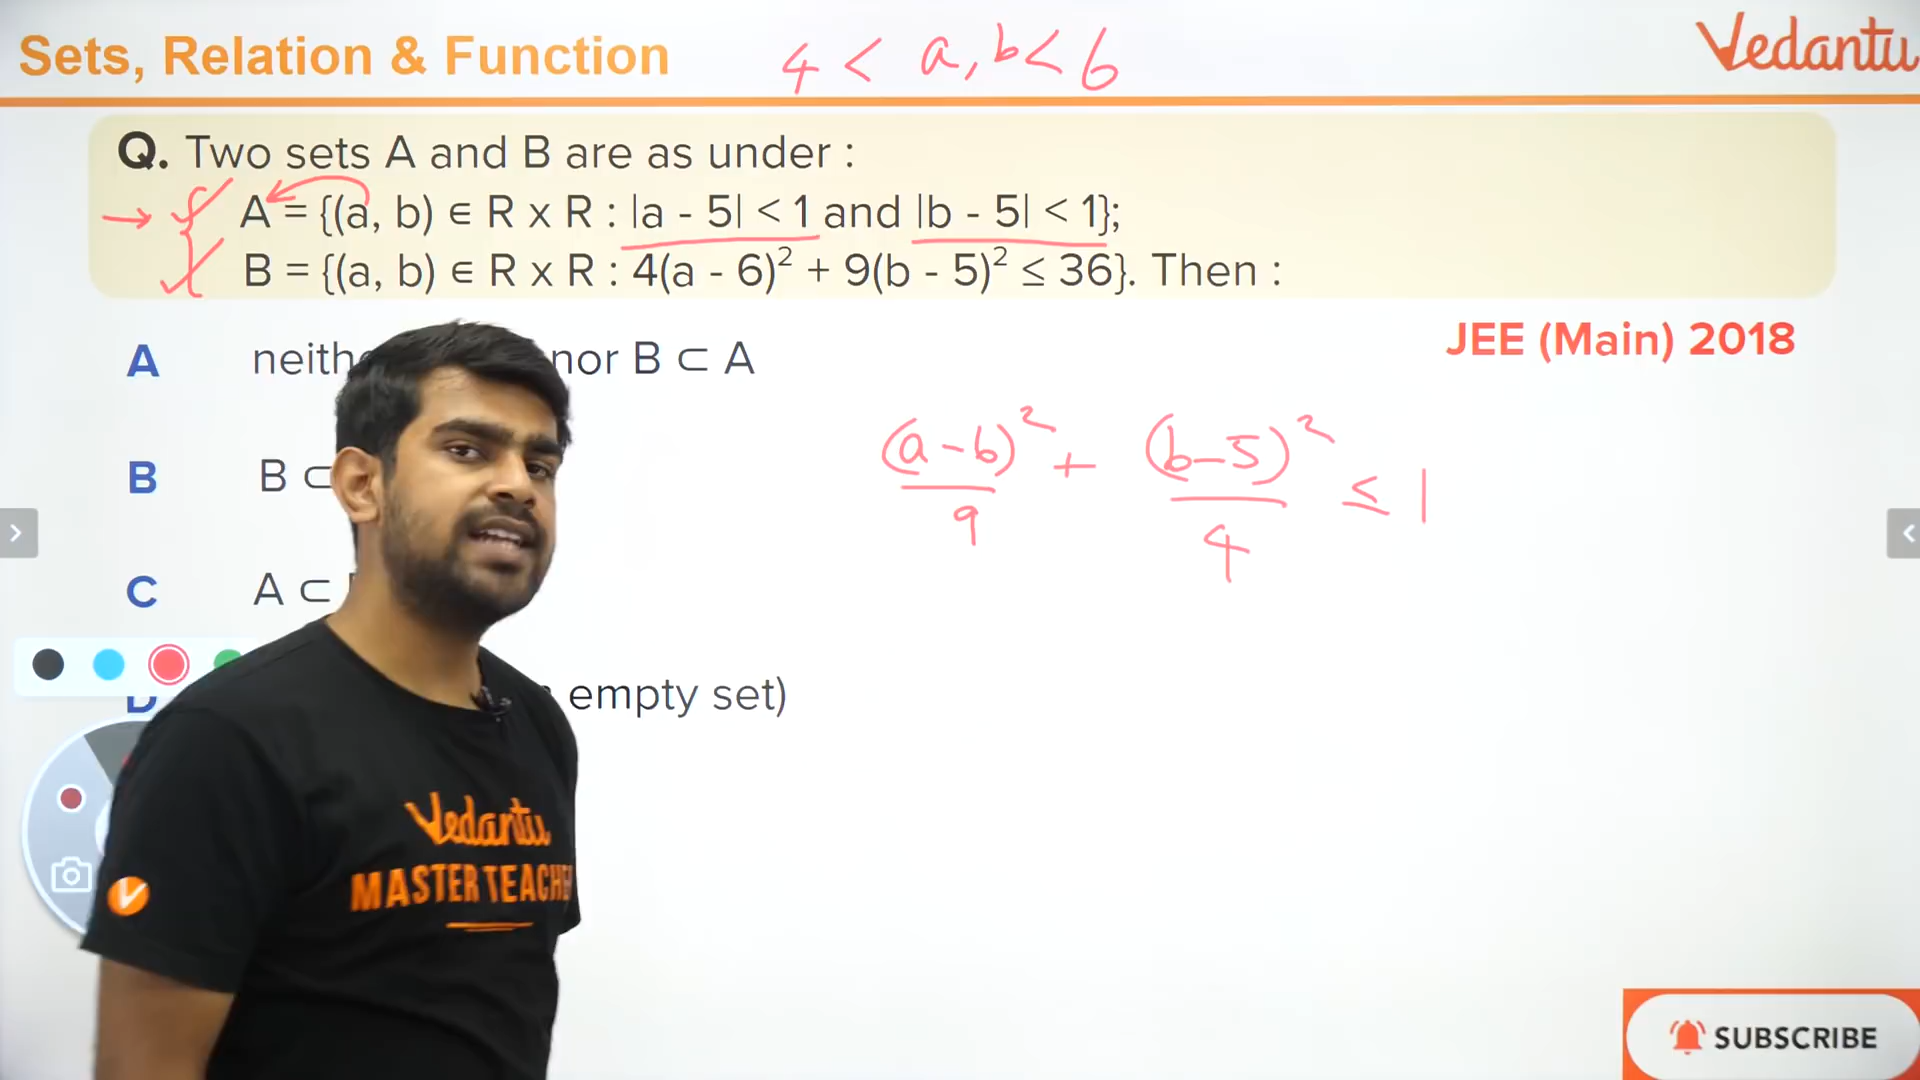 Sets, Relation & Function
4 < a, b < 6
Vedantu
Q. Two sets A and B are as under :
A = {(a, b) ∈ R x R : |a - 5| < 1 and |b - 5| < 1};
B = {(a, b) ∈ R x R : 4(a - 6)² + 9(b - 5)² ≤ 36}. Then :
JEE (Main) 2018
A nor B ⊂ A
(a-6)²/9 + (b-5)²/4 ≤ 1
B B ⊂
C A ⊂
D empty set)
Vedantu
MASTER TEACHE
V
SUBSCRIBE